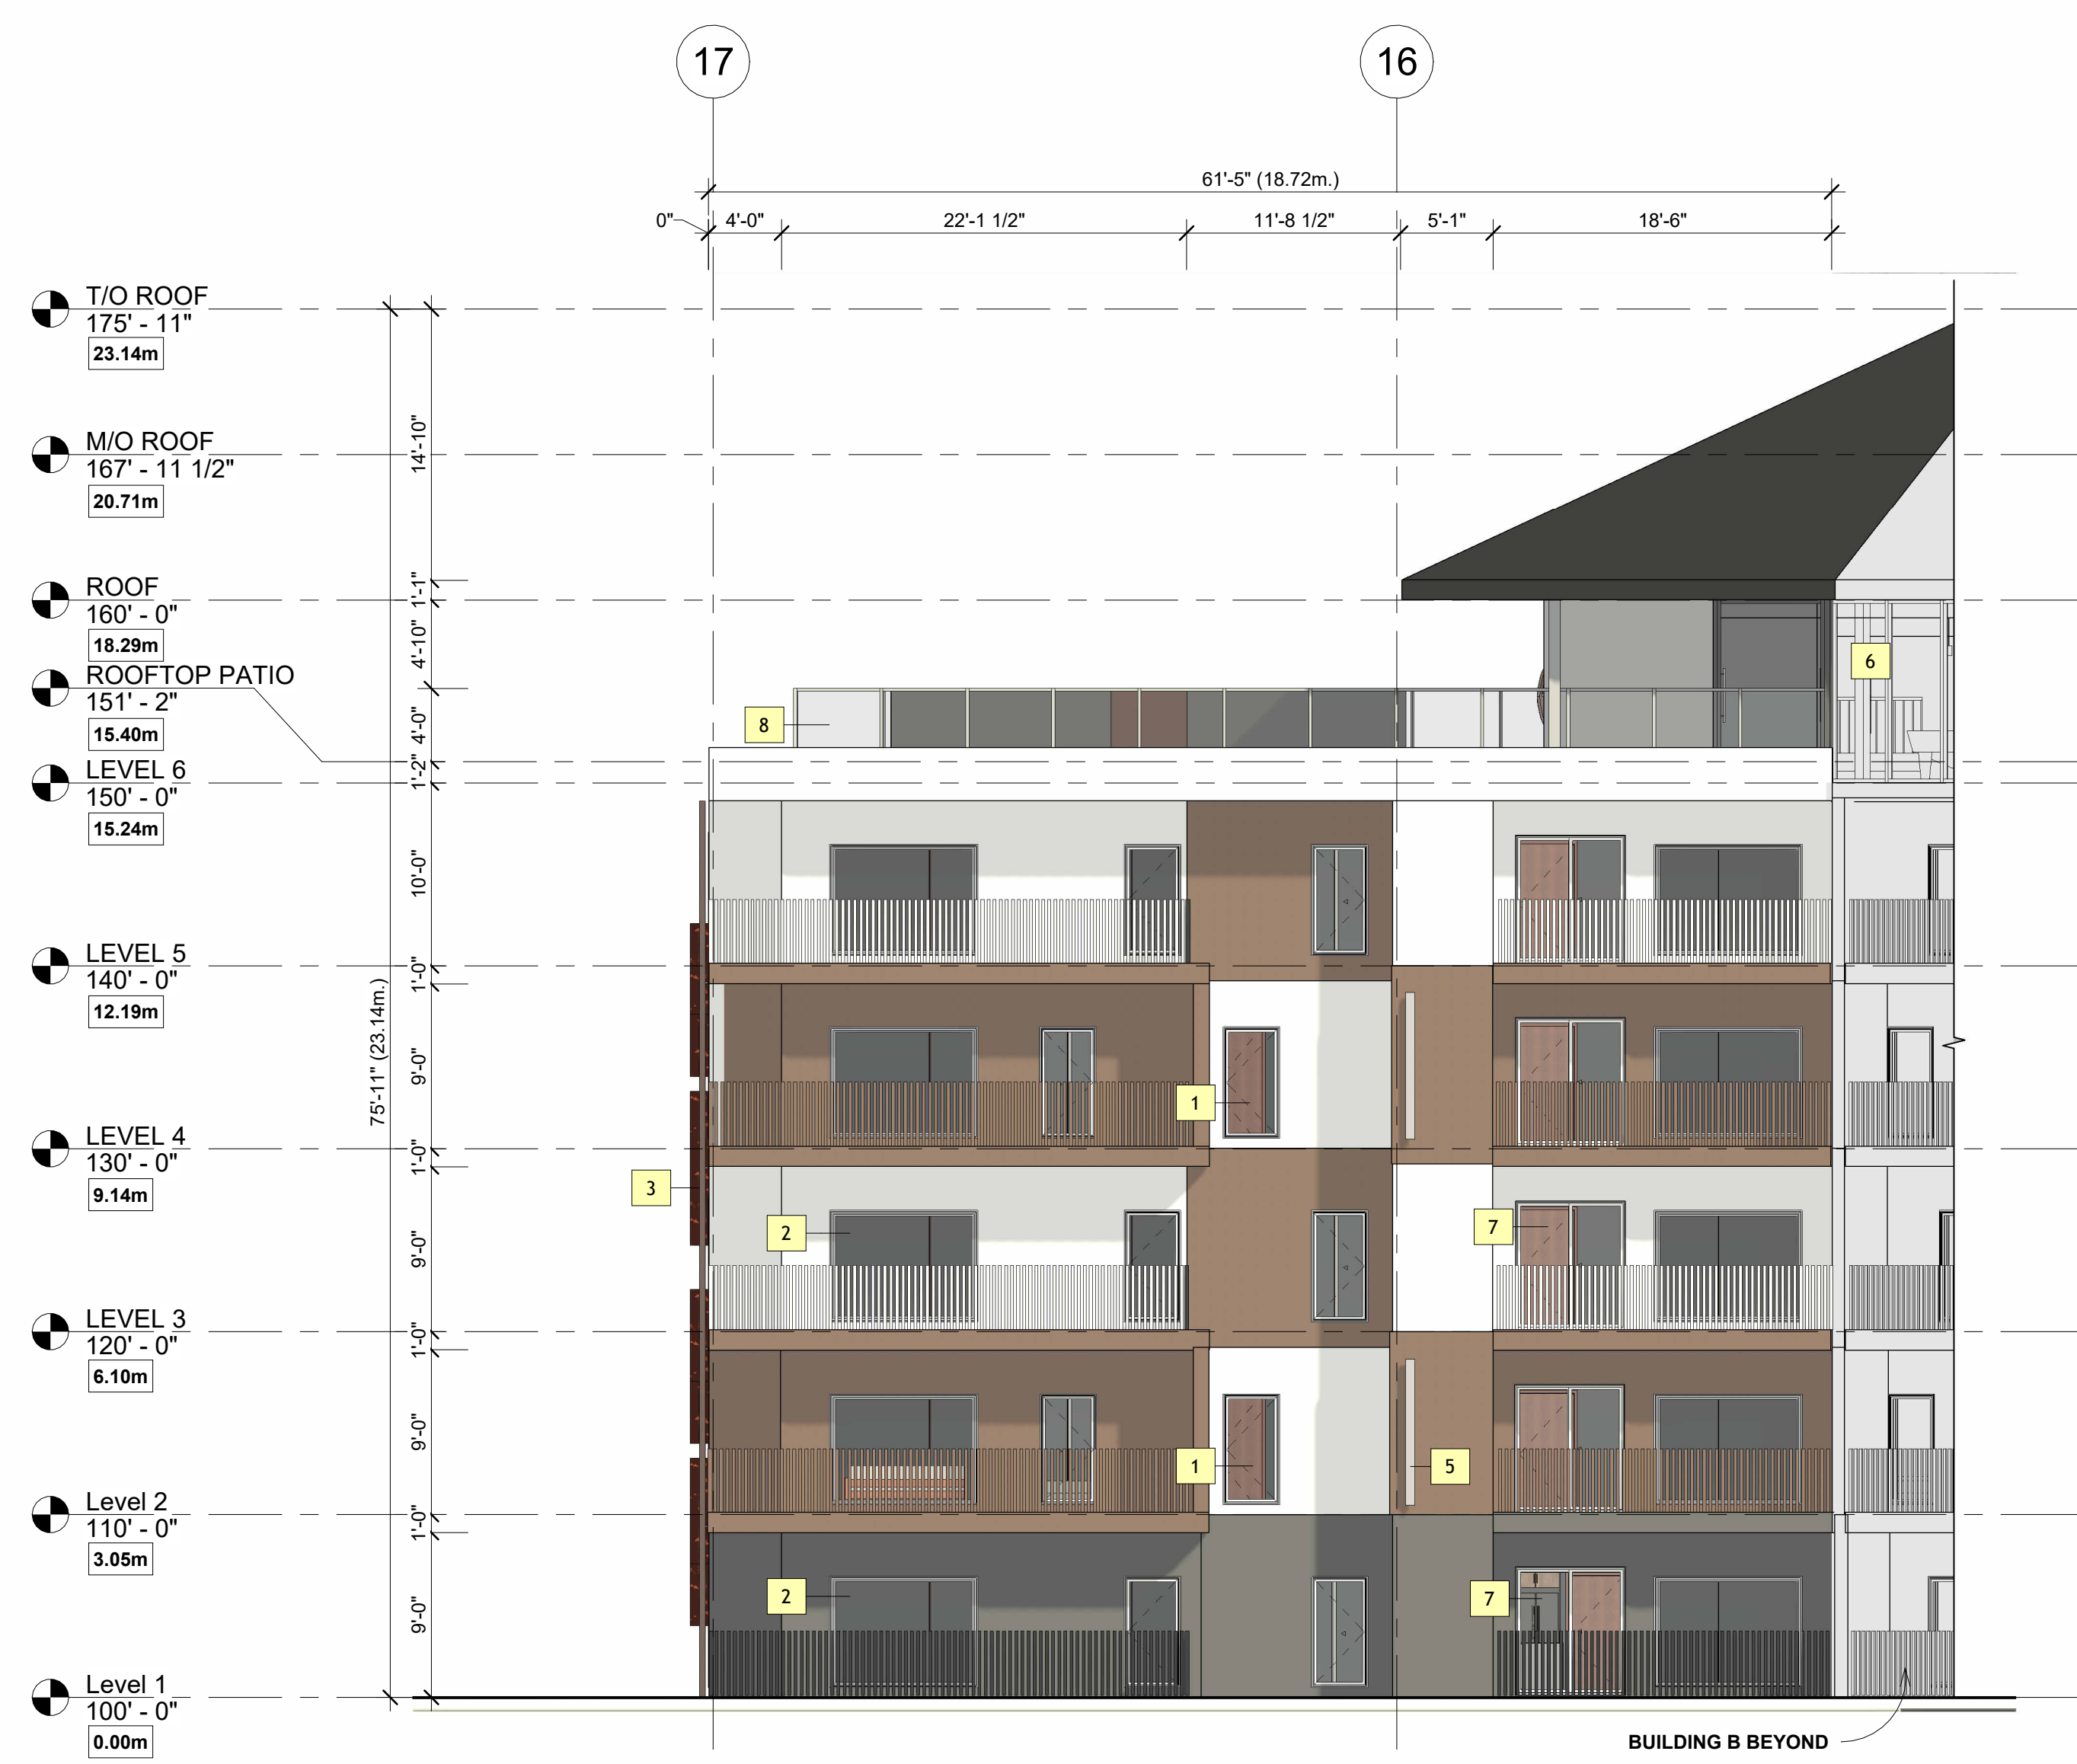 17
16
61'-5" (18.72m.)
0"
4'-0"
22'-1 1/2"
11'-8 1/2"
5'-1"
18'-6"
T/O ROOF
175' - 11"
23.14m
M/O ROOF
167' - 11 1/2"
20.71m
14'-10"
ROOF
160' - 0"
18.29m
1'-1"
4'-10"
6
ROOFTOP PATIO
151' - 2"
15.40m
4'-0"
8
1'-2"
LEVEL 6
150' - 0"
15.24m
10'-0"
LEVEL 5
140' - 0"
12.19m
1'-0"
9'-0"
75'-11" (23.14m.)
1
LEVEL 4
130' - 0"
9.14m
1'-0"
3
9'-0"
2
7
LEVEL 3
120' - 0"
6.10m
1'-0"
9'-0"
1
5
Level 2
110' - 0"
3.05m
1'-0"
9'-0"
2
7
Level 1
100' - 0"
0.00m
BUILDING B BEYOND